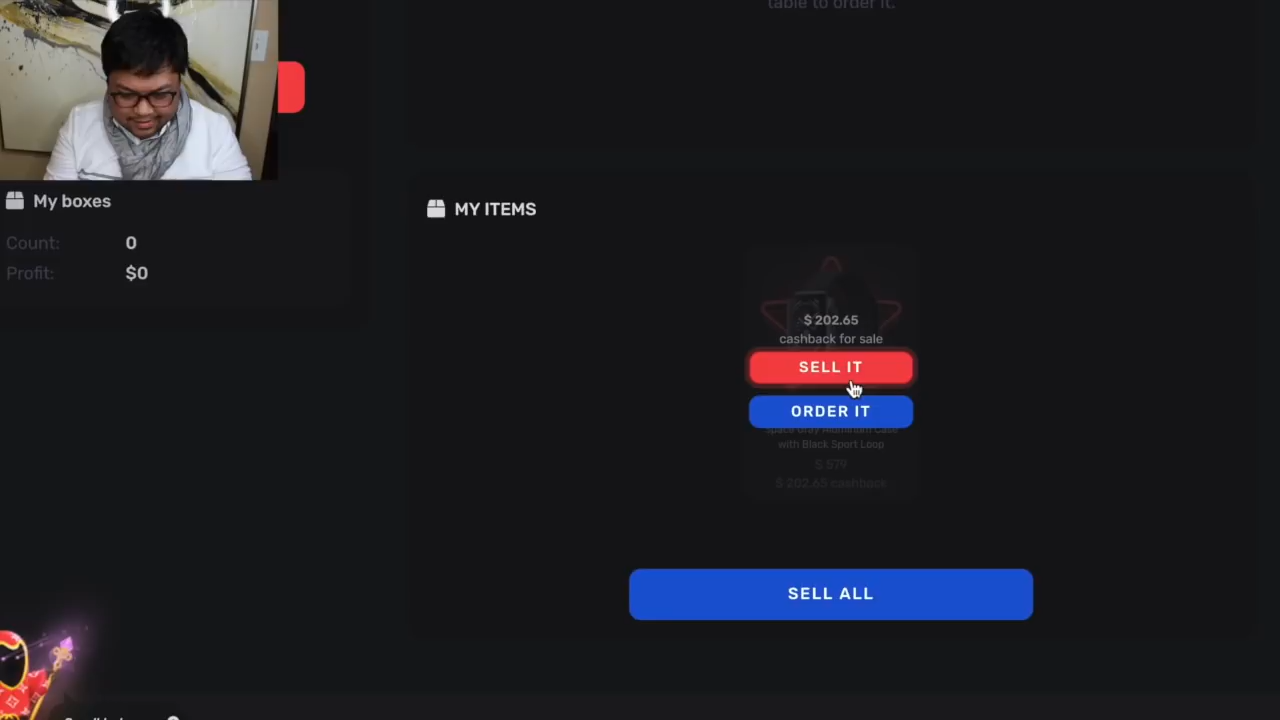 table to order it.
My boxes
Count: 0
Profit: $0
MY ITEMS
$ 202.65
cashback for sale
SELL IT
ORDER IT
Space Gray Aluminum Case
with Black Sport Loop
$ 579
$ 202.65 cashback
SELL ALL